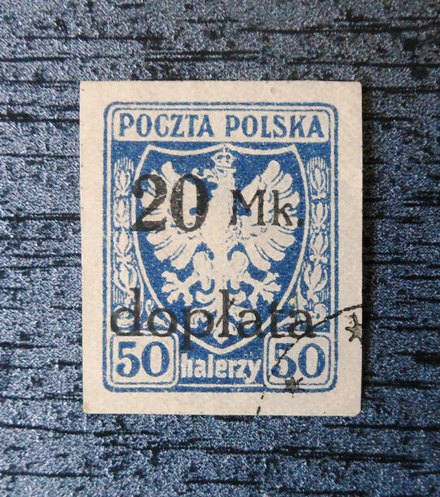 POCZTA POLSKA
20 Mk.
dopłata
50 halerzy 50